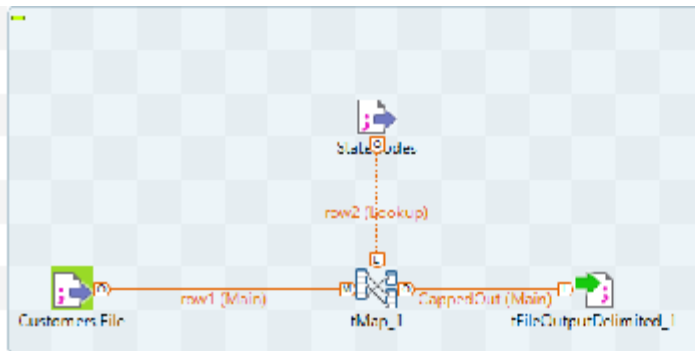 StateCodes
row2 (Lookup)
row1 (Main)
CappedOut (Main)
Customers File
tMap_1
tFileOutputDelimited_1